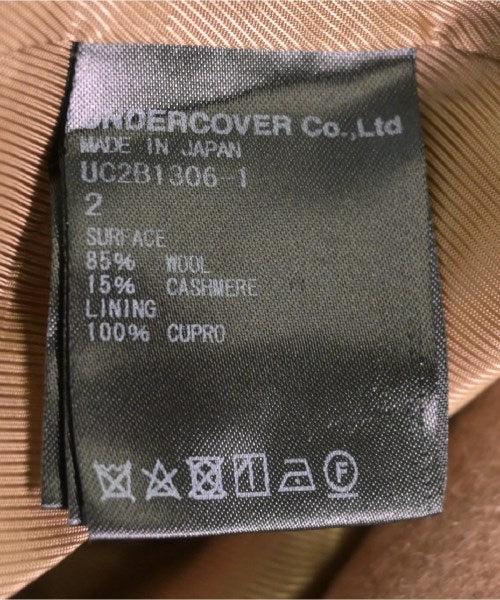 UNDERCOVER Co.,Ltd
MADE IN JAPAN
UC2B1306-1
2
SURFACE
85% WOOL
15% CASHMERE
LINING
100% CUPRO
F